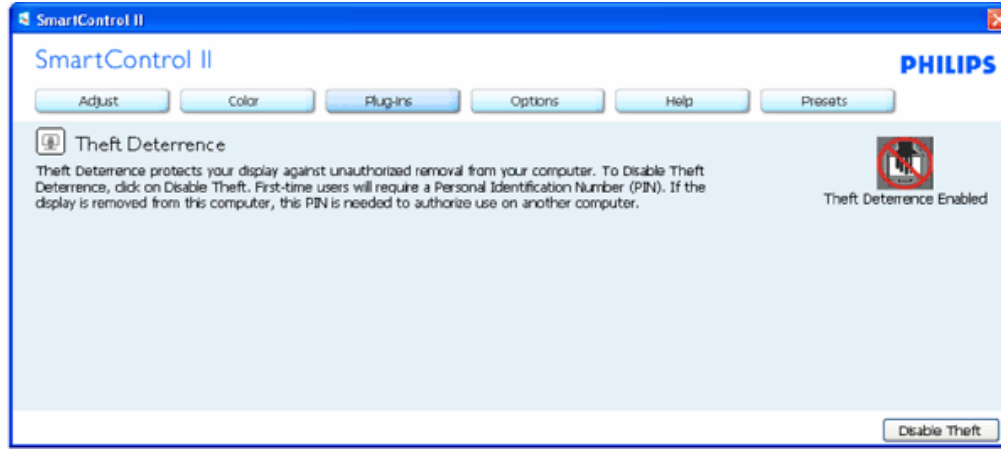 SmartControl II
SmartControl II
PHILIPS
Adjust Color Plug-Ins Options Help Presets
Theft Deterrence
Theft Deterrence protects your display against unauthorized removal from your computer. To Disable Theft
Deterrence, click on Disable Theft. First-time users will require a Personal Identification Number (PIN). If the
display is removed from this computer, this PIN is needed to authorize use on another computer.
Theft Deterrence Enabled
Disable Theft